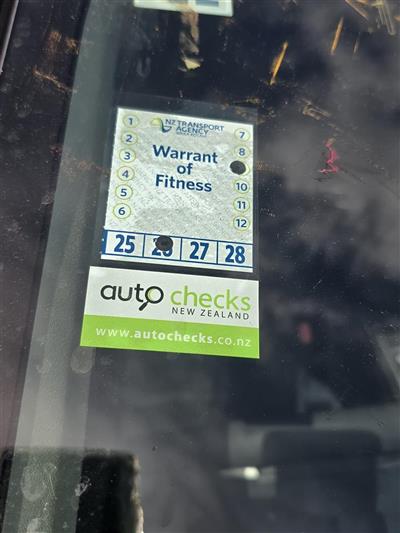 NZ TRANSPORT
AGENCY
Warrant
of
Fitness
1
2
3
4
5
6
7
8
10
11
12
25 26 27 28
auto checks
NEW ZEALAND
www.autochecks.co.nz